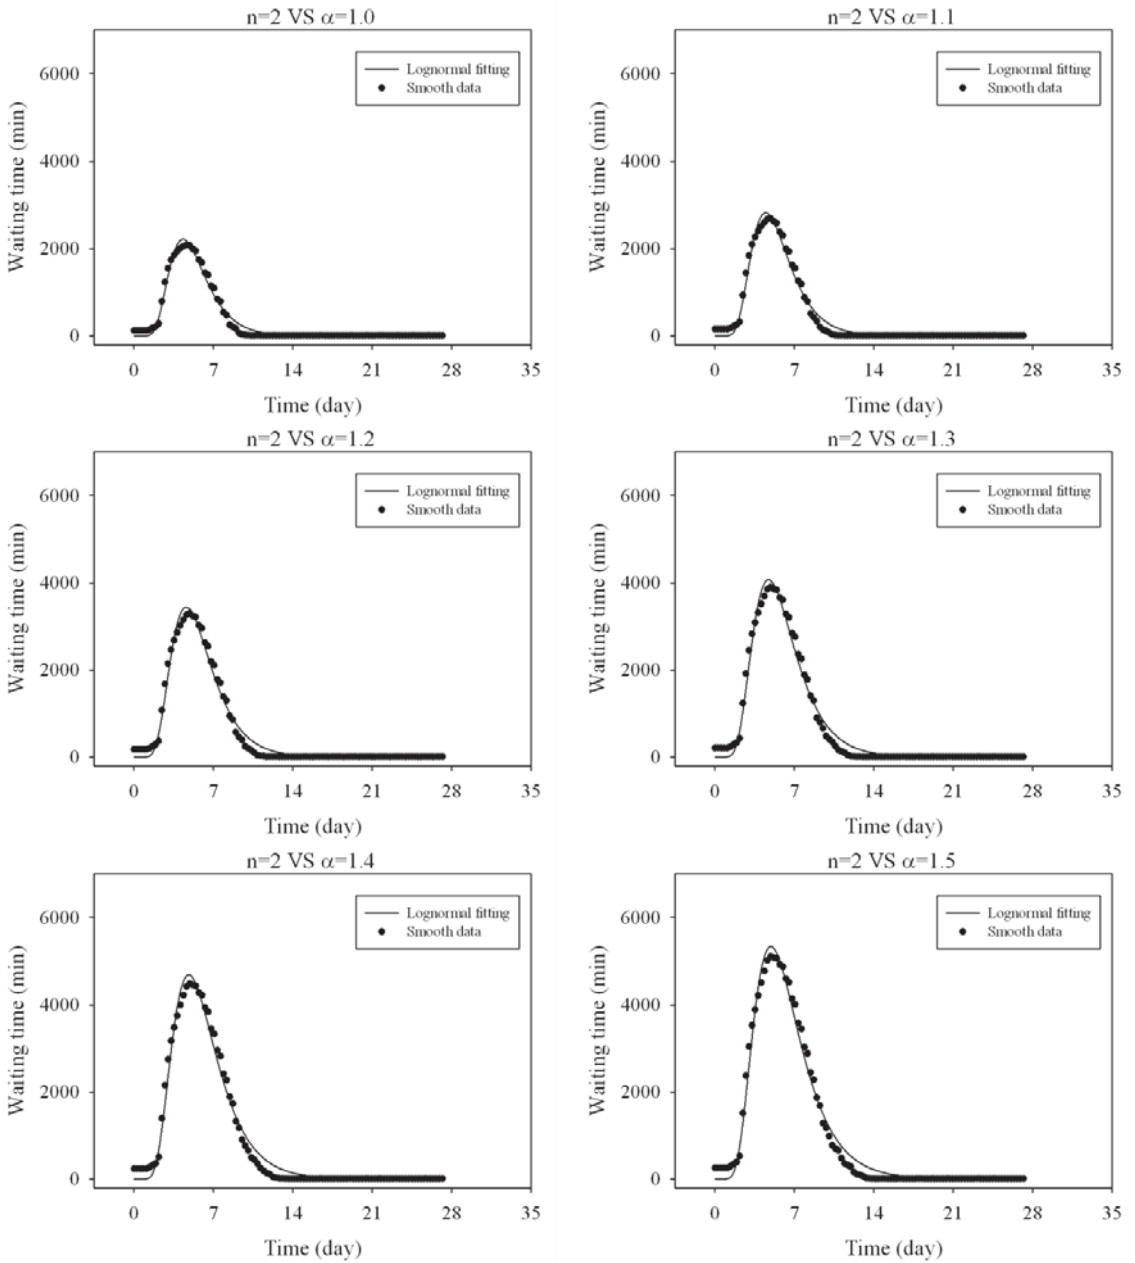 n=2 VS α=1.0
Lognormal fitting
Smooth data
Waiting time (min)
6000
4000
2000
0
0 7 14 21 28 35
Time (day)
n=2 VS α=1.1
Lognormal fitting
Smooth data
Waiting time (min)
6000
4000
2000
0
0 7 14 21 28 35
Time (day)
n=2 VS α=1.2
Lognormal fitting
Smooth data
Waiting time (min)
6000
4000
2000
0
0 7 14 21 28 35
Time (day)
n=2 VS α=1.3
Lognormal fitting
Smooth data
Waiting time (min)
6000
4000
2000
0
0 7 14 21 28 35
Time (day)
n=2 VS α=1.4
Lognormal fitting
Smooth data
Waiting time (min)
6000
4000
2000
0
0 7 14 21 28 35
Time (day)
n=2 VS α=1.5
Lognormal fitting
Smooth data
Waiting time (min)
6000
4000
2000
0
0 7 14 21 28 35
Time (day)